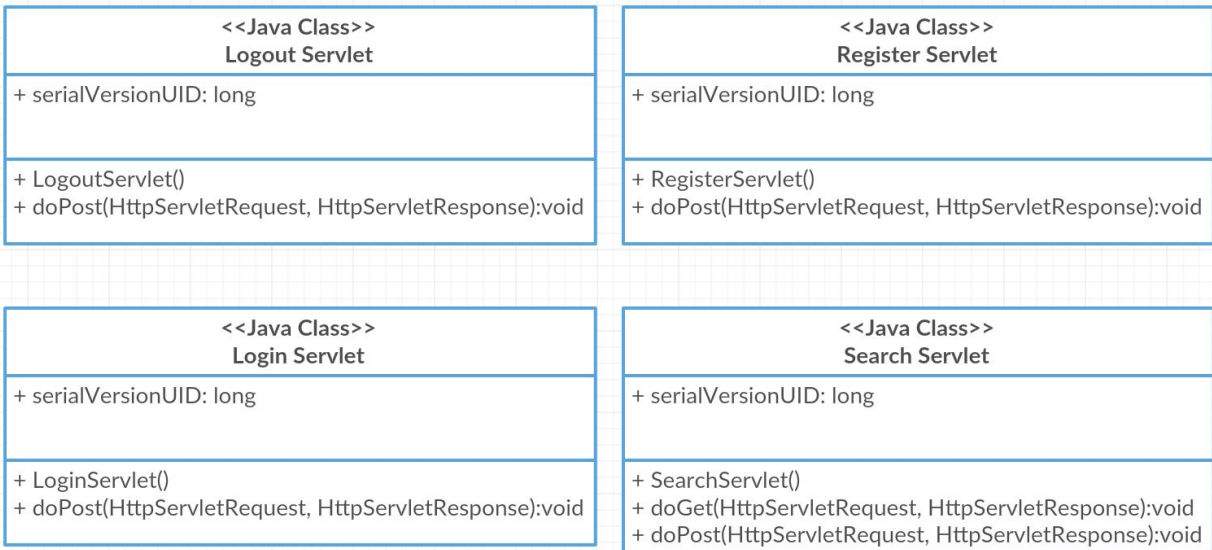 <<Java Class>>
Logout Servlet
+ serialVersionUID: long
+ LogoutServlet()
+ doPost(HttpServletRequest, HttpServletResponse):void
<<Java Class>>
Register Servlet
+ serialVersionUID: long
+ RegisterServlet()
+ doPost(HttpServletRequest, HttpServletResponse):void
<<Java Class>>
Login Servlet
+ serialVersionUID: long
+ LoginServlet()
+ doPost(HttpServletRequest, HttpServletResponse):void
<<Java Class>>
Search Servlet
+ serialVersionUID: long
+ SearchServlet()
+ doGet(HttpServletRequest, HttpServletResponse):void
+ doPost(HttpServletRequest, HttpServletResponse):void